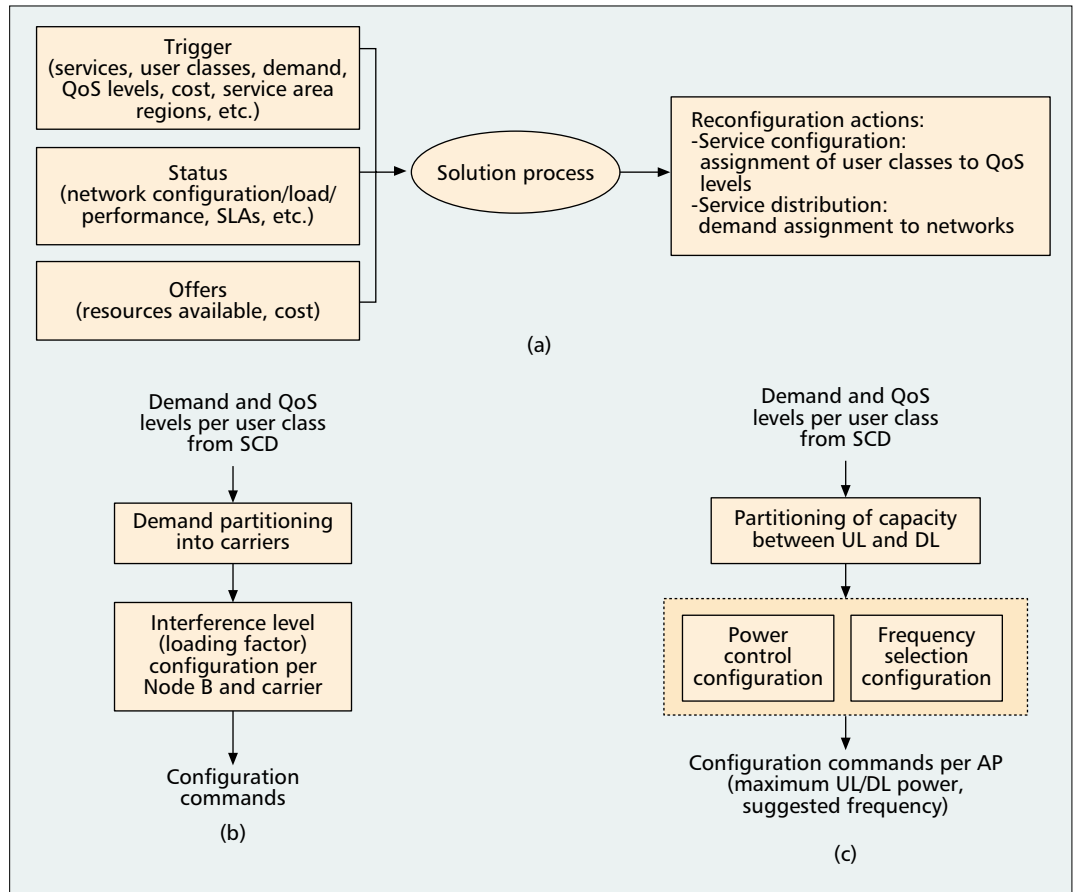 Trigger
(services, user classes, demand,
QoS levels, cost, service area
regions, etc.)
Status
(network configuration/load/
performance, SLAs, etc.)
Offers
(resources available, cost)
Solution process
Reconfiguration actions:
-Service configuration:
assignment of user classes to QoS
levels
-Service distribution:
demand assignment to networks
(a)
Demand and QoS
levels per user class
from SCD
Demand partitioning
into carriers
Interference level
(loading factor)
configuration per
Node B and carrier
Configuration
commands
(b)
Demand and QoS
levels per user class
from SCD
Partitioning of capacity
between UL and DL
Power
control
configuration
Frequency
selection
configuration
Configuration commands per AP
(maximum UL/DL power,
suggested frequency)
(c)